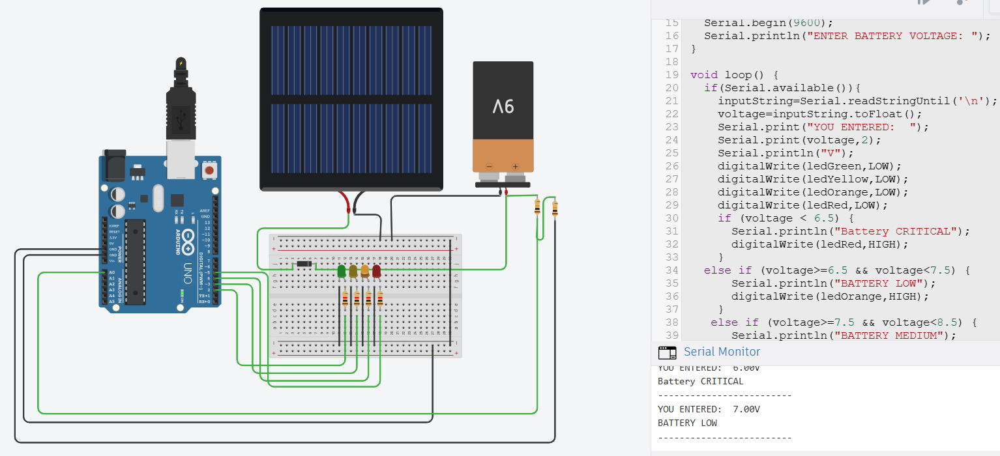 9V
AREF
GND
13
12
~11
~10
~9
8
IOREF
RESET
3.3V
5V
GND
GND
Vin
POWER
A0
A1
A2
A3
A4
A5
ANALOG IN
RX
TX
L
ARDUINO
UNO
ON
DIGITAL (PWM~)
7
~6
~5
4
~3
2
TX→1
RX←0
15 Serial.begin(9600);
16 Serial.println("ENTER BATTERY VOLTAGE: ");
17 }
18
19 void loop() {
20 if(Serial.available()){
21 inputString=Serial.readStringUntil('\n');
22 voltage=inputString.toFloat();
23 Serial.print("YOU ENTERED:  ");
24 Serial.print(voltage,2);
25 Serial.println("V");
26 digitalWrite(ledGreen,LOW);
27 digitalWrite(ledYellow,LOW);
28 digitalWrite(ledOrange,LOW);
29 digitalWrite(ledRed,LOW);
30 if (voltage < 6.5) {
31 Serial.println("Battery CRITICAL");
32 digitalWrite(ledRed,HIGH);
33 }
34 else if (voltage>=6.5 && voltage<7.5) {
35 Serial.println("BATTERY LOW");
36 digitalWrite(ledOrange,HIGH);
37 }
38 else if (voltage>=7.5 && voltage<8.5) {
39 Serial.println("BATTERY MEDIUM");
Serial Monitor
YOU ENTERED:  6.00V
Battery CRITICAL
-------------------------
YOU ENTERED:  7.00V
BATTERY LOW
-------------------------